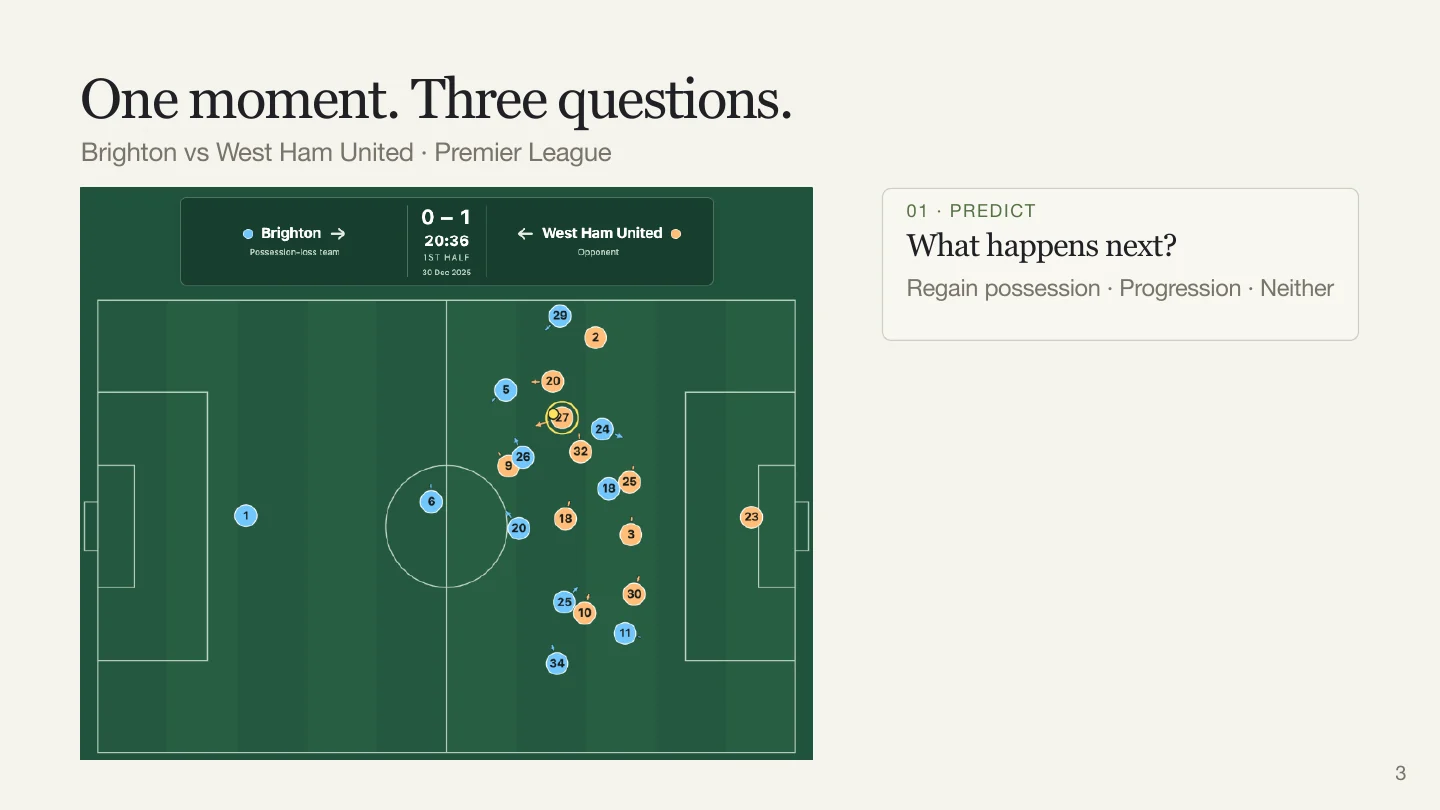 One moment. Three questions.
Brighton vs West Ham United · Premier League
Brighton →
Possession-loss team
0 – 1
20:36
1ST HALF
30 Dec 2025
← West Ham United
Opponent
29
2
20
5
27
24
32
26
9
25
18
6
1
18
23
20
3
30
25
10
11
34
01 · PREDICT
What happens next?
Regain possession · Progression · Neither
3